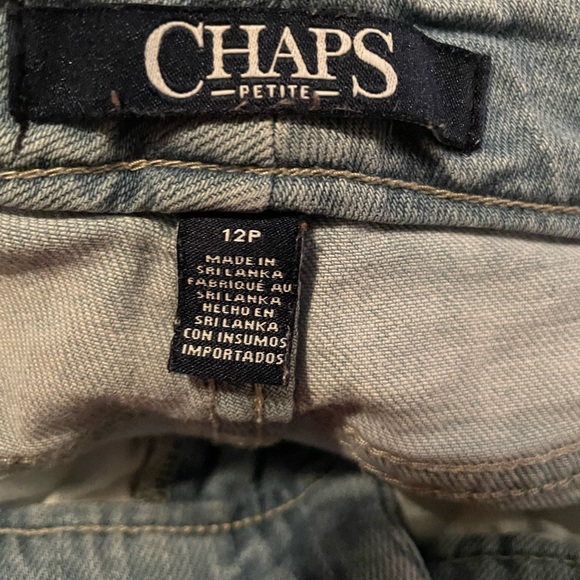 CHAPS
PETITE
12P
MADE IN
SRI LANKA
FABRIQUÉ AU
SRI LANKA
HECHO EN
SRI LANKA
CON INSUMOS
IMPORTADOS